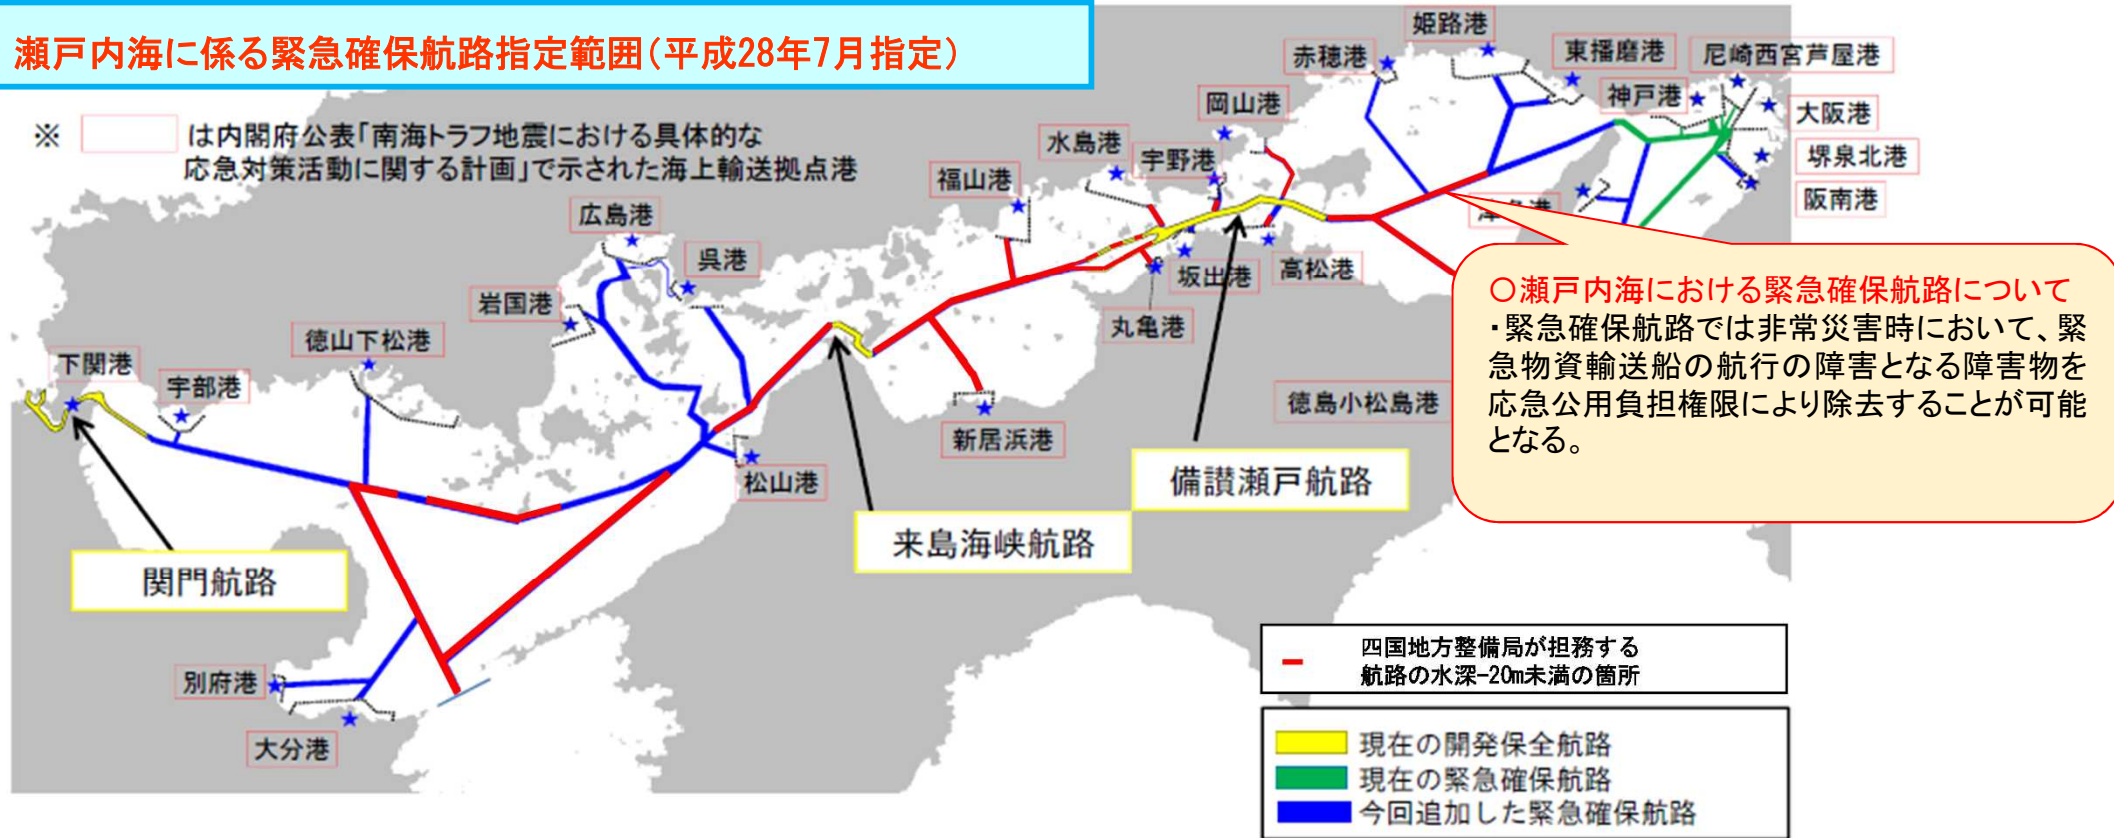 瀬戸内海に係る緊急確保航路指定範囲(平成28年7月指定)
※ は内閣府公表「南海トラフ地震における具体的な
応急対策活動に関する計画」で示された海上輸送拠点港
姫路港
赤穂港
東播磨港
尼崎西宮芦屋港
神戸港
大阪港
堺泉北港
阪南港
岡山港
水島港
宇野港
福山港
広島港
呉港
岩国港
徳山下松港
下関港
宇部港
坂出港
高松港
丸亀港
徳島小松島港
新居浜港
松山港
別府港
大分港
関門航路
来島海峡航路
備讃瀬戸航路
○瀬戸内海における緊急確保航路について
・緊急確保航路では非常災害時において、緊
急物資輸送船の航行の障害となる障害物を
応急公用負担権限により除去することが可能
となる。
四国地方整備局が担務する
航路の水深-20m未満の箇所
現在の開発保全航路
現在の緊急確保航路
今回追加した緊急確保航路